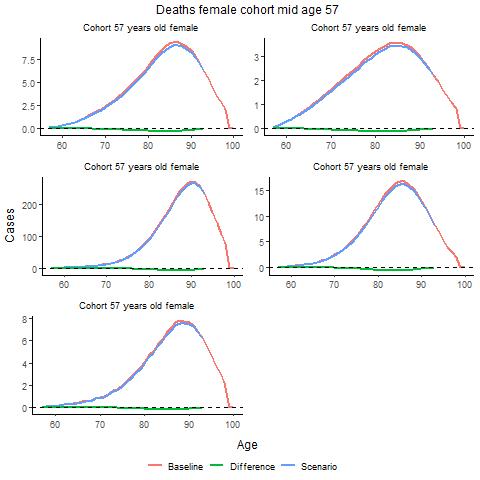 Deaths female cohort mid age 57
Cohort 57 years old female
Cohort 57 years old female
7.5
5.0
2.5
0.0
60 70 80 90 100
3
2
1
0
60 70 80 90 100
Cohort 57 years old female
Cohort 57 years old female
200
100
0
60 70 80 90 100
15
10
5
0
60 70 80 90 100
Cases
Cohort 57 years old female
8
6
4
2
0
60 70 80 90 100
Age
Baseline Difference Scenario